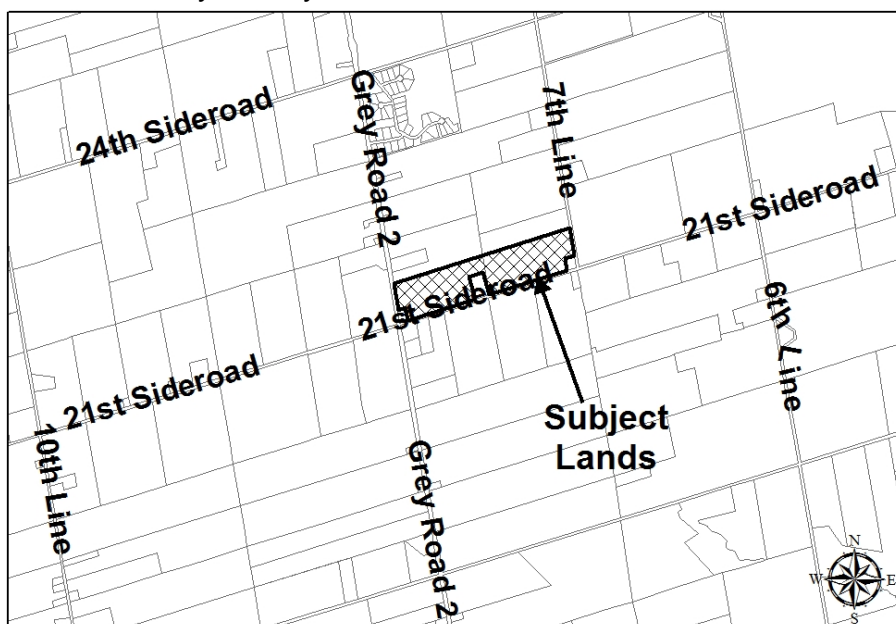 24th Sideroad
Grey Road 2
7th Line
21st Sideroad
21st Sideroad
6th Line
21st Sideroad
10th Line
Subject
Lands
Grey Road 2
N
W
E
S